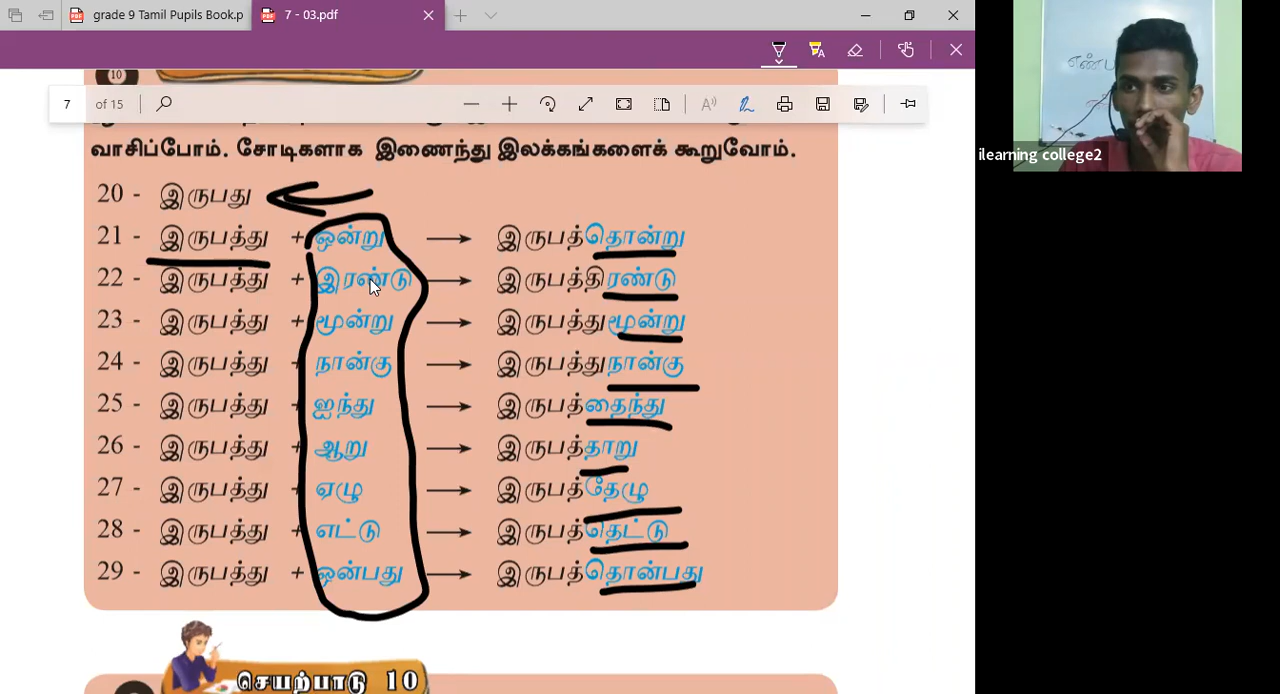 grade 9 Tamil Pupils Book.p
7 - 03.pdf
7 of 15
எண்ப
ilearning college2
10
வாசிப்போம். சோடிகளாக இணைந்து இலக்கங்களைக் கூறுவோம்.
20 - இருபது
21 - இருபத்து + ஒன்று → இருபத்தொன்று
22 - இருபத்து + இரண்டு → இருபத்திரண்டு
23 - இருபத்து + மூன்று → இருபத்துமூன்று
24 - இருபத்து + நான்கு → இருபத்துநான்கு
25 - இருபத்து + ஐந்து → இருபத்தைந்து
26 - இருபத்து + ஆறு → இருபத்தாறு
27 - இருபத்து + ஏழு → இருபத்தேழு
28 - இருபத்து + எட்டு → இருபத்தெட்டு
29 - இருபத்து + ஒன்பது → இருபத்தொன்பது
செயற்பாடு 10